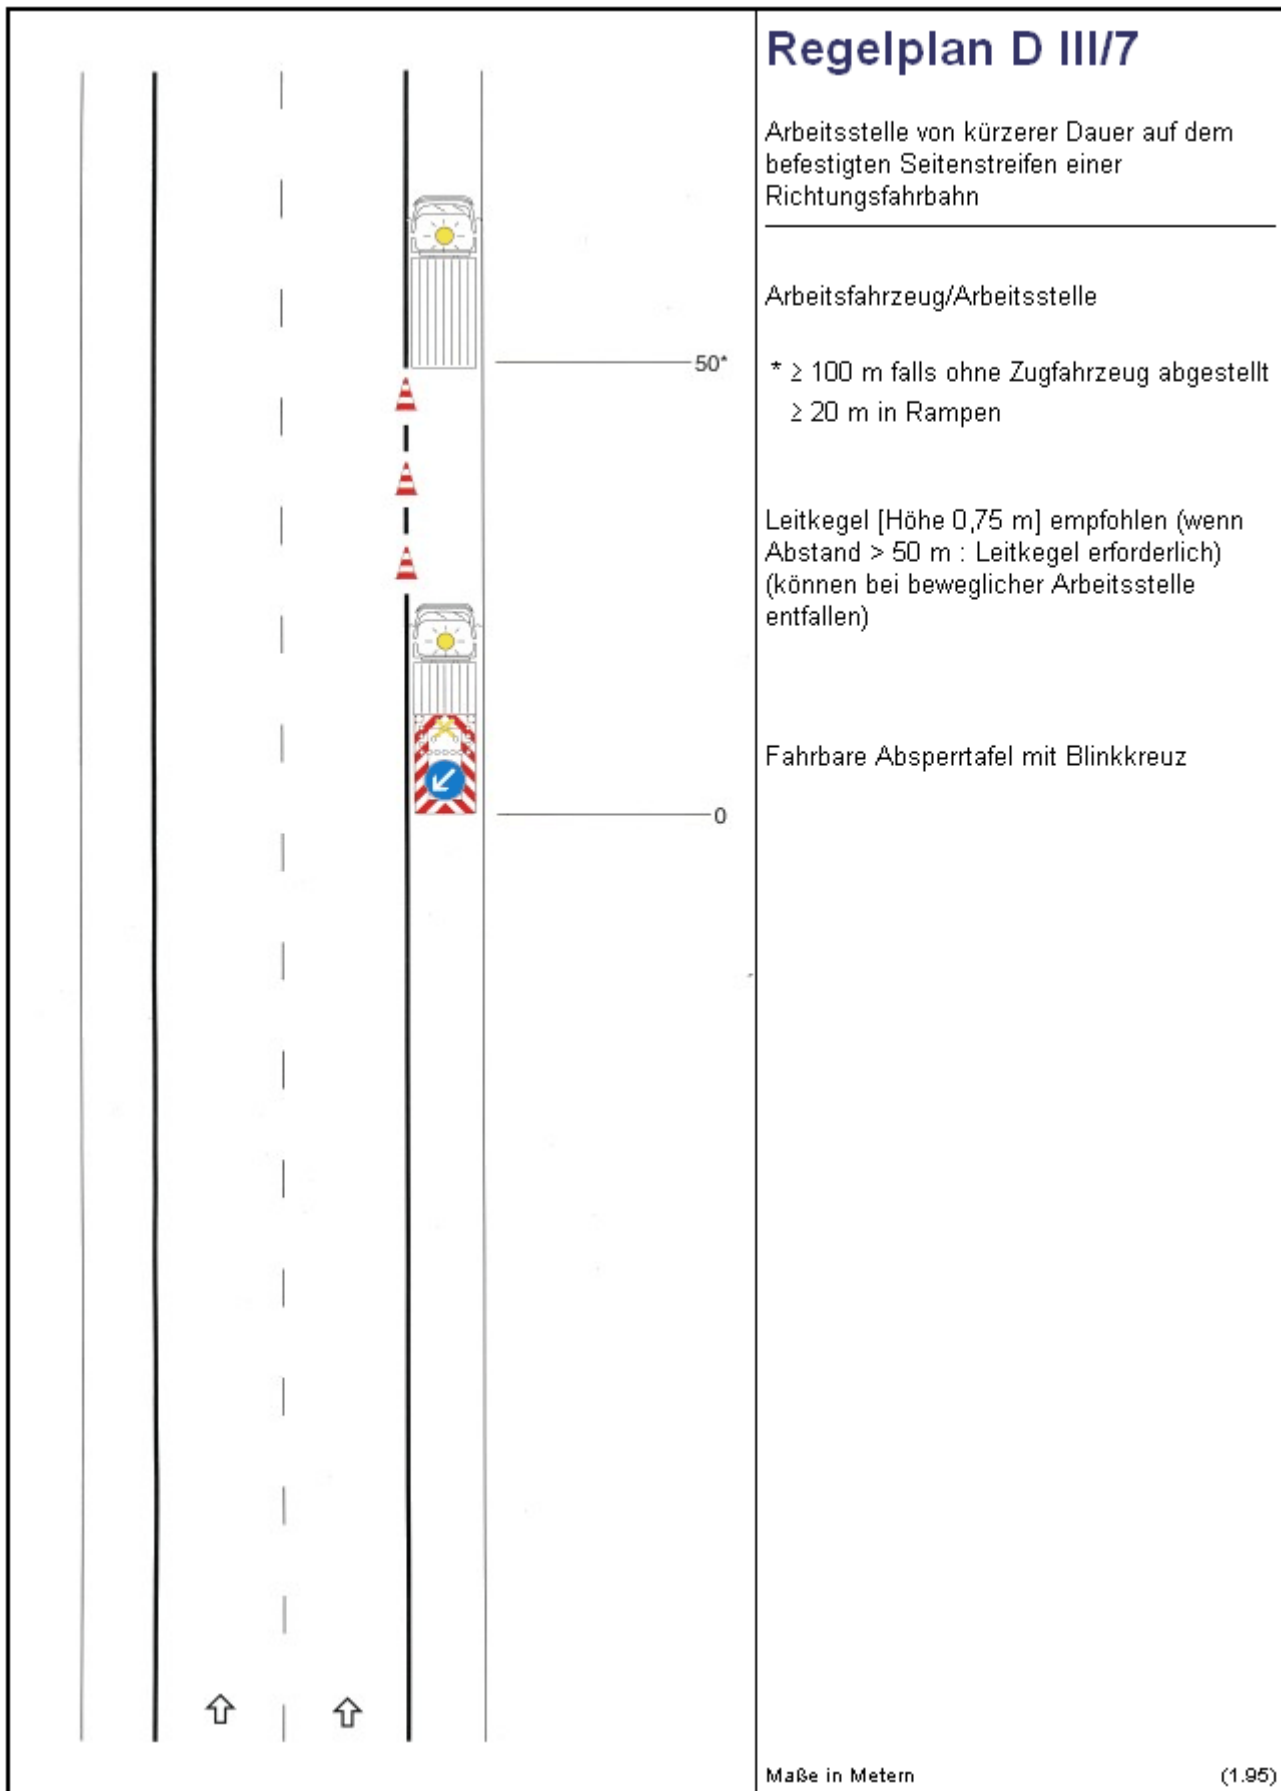 Regelplan D III/7
Arbeitsstelle von kürzerer Dauer auf dem
befestigten Seitenstreifen einer
Richtungsfahrbahn
Arbeitsfahrzeug/Arbeitsstelle
50*
* ≥ 100 m falls ohne Zugfahrzeug abgestellt
≥ 20 m in Rampen
Leitkegel [Höhe 0,75 m] empfohlen (wenn
Abstand > 50 m : Leitkegel erforderlich)
(können bei beweglicher Arbeitsstelle
entfallen)
Fahrbare Absperrtafel mit Blinkkreuz
0
Maße in Metern (1.95)